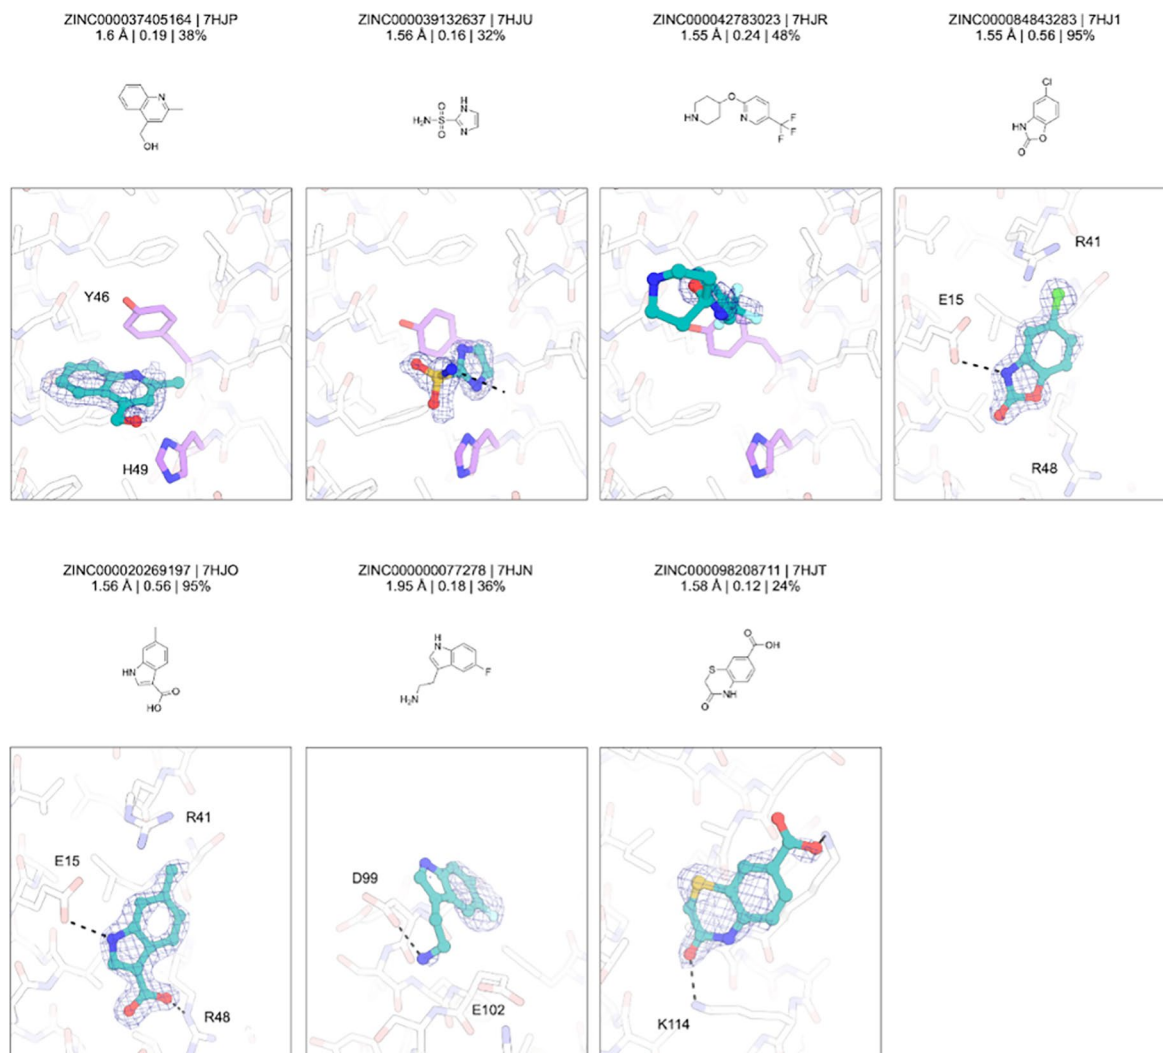 ZINC000037405164 | 7HJP
1.6 Å | 0.19 | 38%
ZINC000039132637 | 7HJU
1.56 Å | 0.16 | 32%
ZINC000042783023 | 7HJR
1.55 Å | 0.24 | 48%
ZINC000084843283 | 7HJ1
1.55 Å | 0.56 | 95%
N
OH
H2N
S
O
O
H
N
N
HN
O
N
F
F
F
Cl
HN
O
O
Y46
H49
R41
E15
R48
ZINC000020269197 | 7HJO
1.56 Å | 0.56 | 95%
ZINC000000077278 | 7HJN
1.95 Å | 0.18 | 36%
ZINC000098208711 | 7HJT
1.58 Å | 0.12 | 24%
HN
O
HO
H
N
F
H2N
O
OH
S
O
NH
R41
E15
R48
D99
E102
K114